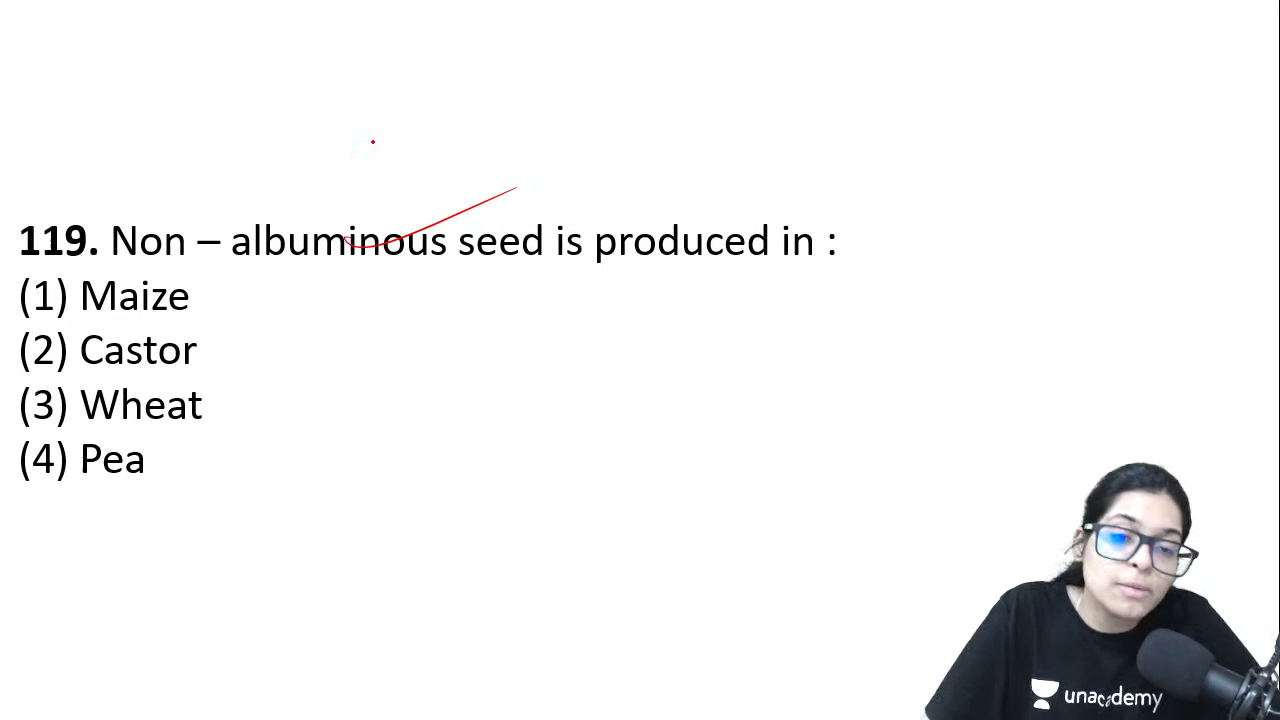 119. Non – albuminous seed is produced in :
(1) Maize
(2) Castor
(3) Wheat
(4) Pea
unacademy